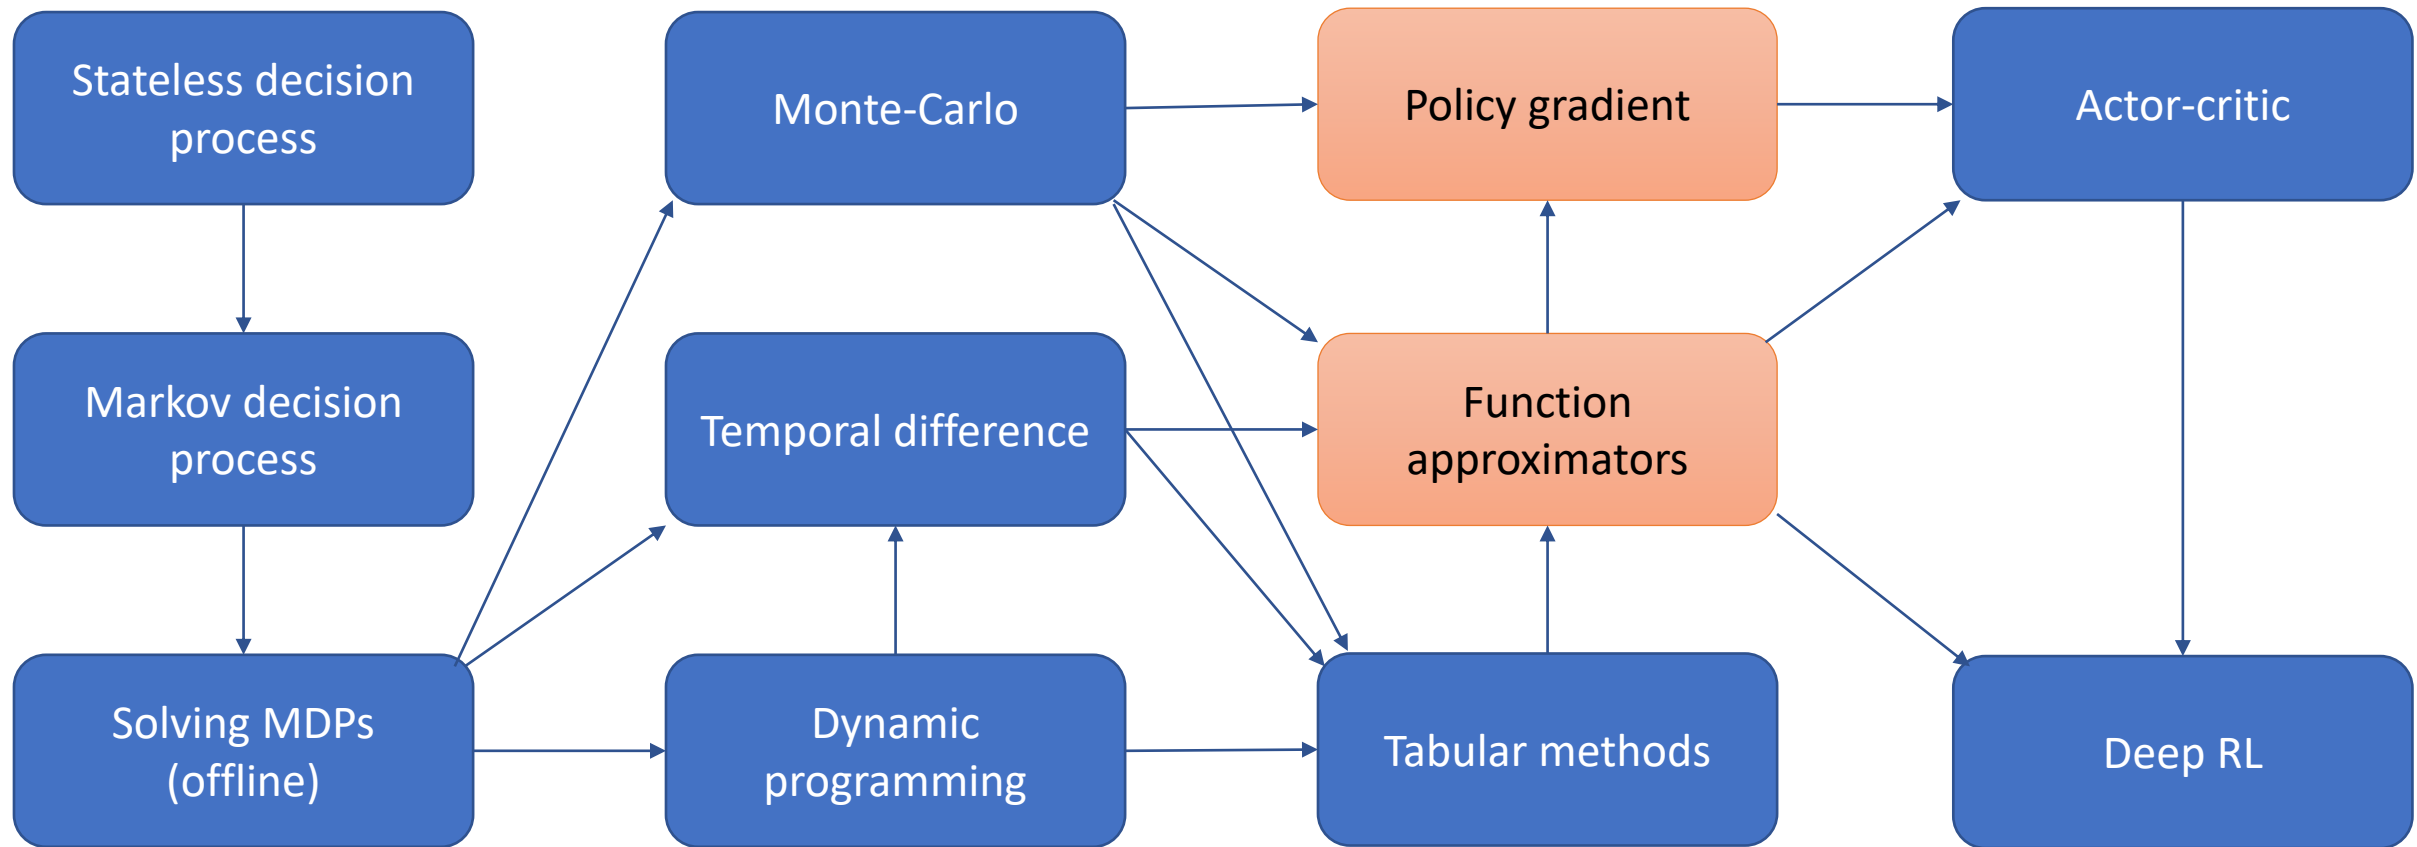 Stateless decision
process
Monte-Carlo
Policy gradient
Actor-critic
Markov decision
process
Temporal difference
Function
approximators
Solving MDPs
(offline)
Dynamic
programming
Tabular methods
Deep RL